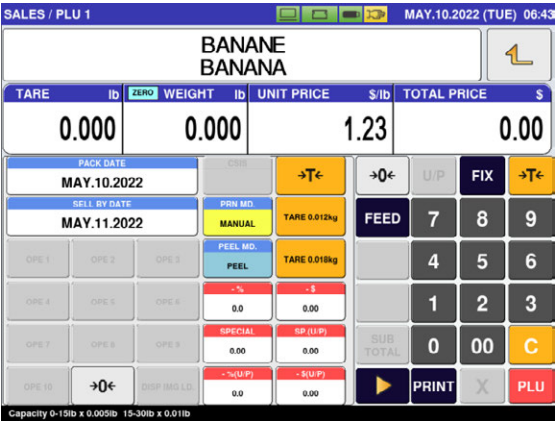 SALES / PLU 1 MAY.10.2022 (TUE) 06:43
BANANE
BANANA
TARE lb ZERO WEIGHT lb UNIT PRICE $/lb TOTAL PRICE $
0.000 0.000 1.23 0.00
PACK DATE
MAY.10.2022
CSIS
→T← →0← U/P FIX →T←
SELL BY DATE
MAY.11.2022
PRN MD.
MANUAL
TARE 0.012kg FEED 7 8 9
OPE 1 OPE 2 OPE 3
PEEL MD.
PEEL
TARE 0.018kg 4 5 6
OPE 4 OPE 5 OPE 6
- %
0.0
- $
0.00
1 2 3
OPE 7 OPE 8 OPE 9
SPECIAL
0.00
SP.(U/P)
0.00
SUB
TOTAL
0 00 C
OPE 10 →0← DISP IMG LD.
- %(U/P)
0.0
- $(U/P)
0.00
PRINT X PLU
Capacity 0-15lb x 0.005lb 15-30lb x 0.01lb